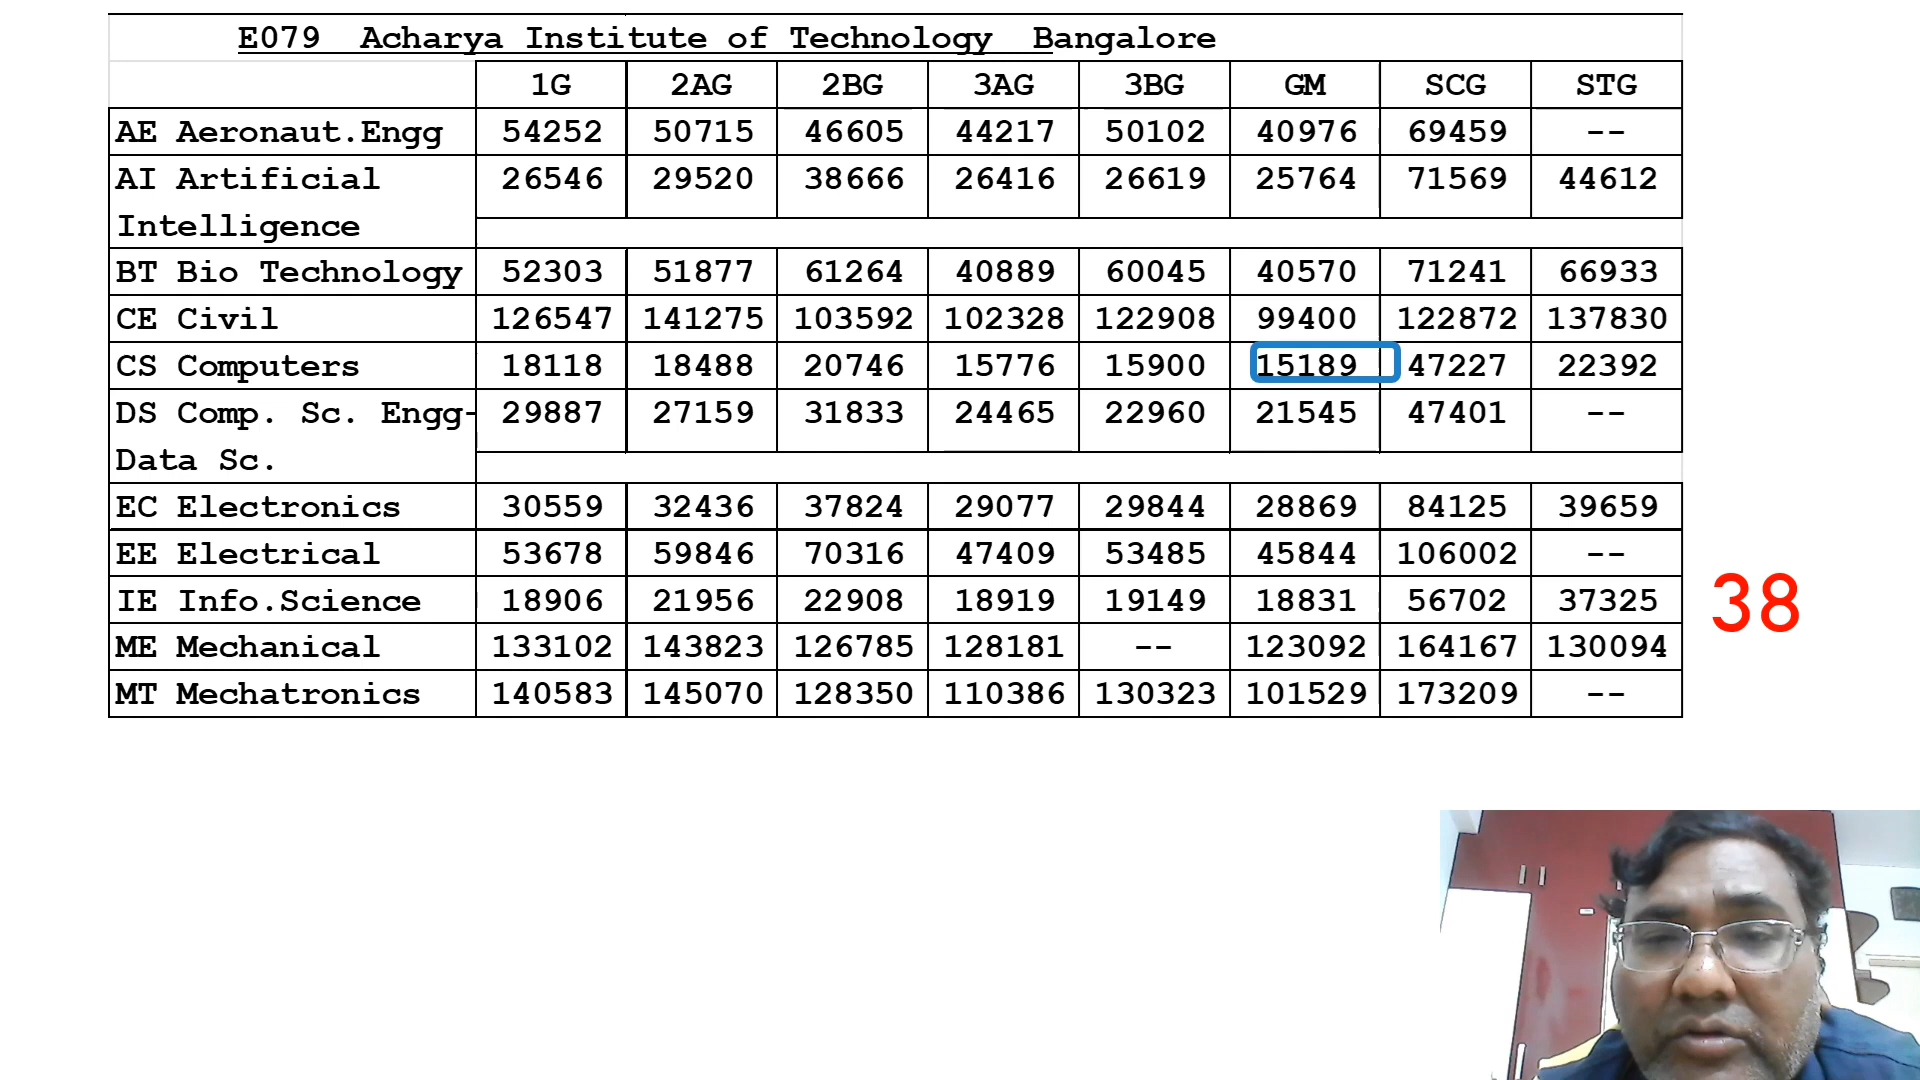 E079 Acharya Institute of Technology Bangalore
1G 2AG 2BG 3AG 3BG GM SCG STG
AE Aeronaut.Engg 54252 50715 46605 44217 50102 40976 69459 --
AI Artificial 26546 29520 38666 26416 26619 25764 71569 44612
Intelligence
BT Bio Technology 52303 51877 61264 40889 60045 40570 71241 66933
CE Civil 126547 141275 103592 102328 122908 99400 122872 137830
CS Computers 18118 18488 20746 15776 15900 15189 47227 22392
DS Comp. Sc. Engg- 29887 27159 31833 24465 22960 21545 47401 --
Data Sc.
EC Electronics 30559 32436 37824 29077 29844 28869 84125 39659
EE Electrical 53678 59846 70316 47409 53485 45844 106002 --
IE Info.Science 18906 21956 22908 18919 19149 18831 56702 37325
38
ME Mechanical 133102 143823 126785 128181 -- 123092 164167 130094
MT Mechatronics 140583 145070 128350 110386 130323 101529 173209 --